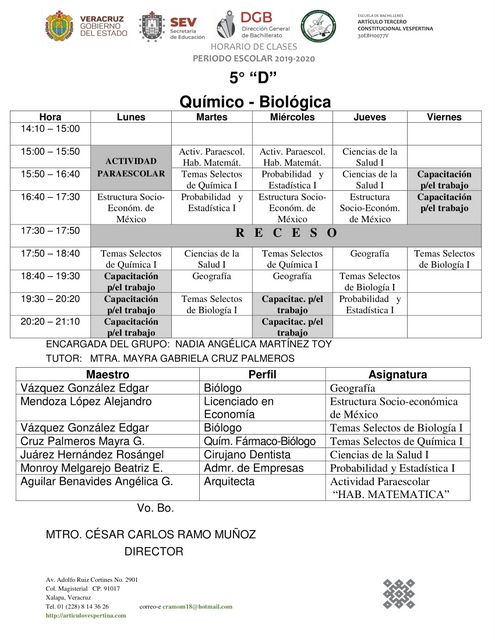 VERACRUZ
GOBIERNO
DEL ESTADO
SEV
Secretaría
de Educación
DGB
Dirección General
de Bachillerato
ESCUELA DE BACHILLERES
ARTÍCULO TERCERO
CONSTITUCIONAL VESPERTINA
30EBH0077V
HORARIO DE CLASES
PERIODO ESCOLAR 2019-2020
5° “D”
Químico - Biológica
Hora Lunes Martes Miércoles Jueves Viernes
14:10 – 15:00
15:00 – 15:50 Activ. Paraescol. Activ. Paraescol. Ciencias de la
ACTIVIDAD Hab. Matemát. Hab. Matemát. Salud I
15:50 – 16:40 PARAESCOLAR Temas Selectos Probabilidad y Ciencias de la Capacitación
de Química I Estadística I Salud I p/el trabajo
16:40 – 17:30 Estructura Socio- Probabilidad y Estructura Socio- Estructura Capacitación
Económ. de Estadística I Económ. de Socio-Económ. p/el trabajo
México México de México
17:30 – 17:50 R E C E S O
17:50 – 18:40 Temas Selectos Ciencias de la Temas Selectos Geografía Temas Selectos
de Química I Salud I de Química I de Biología I
18:40 – 19:30 Capacitación Geografía Geografía Temas Selectos
p/el trabajo de Biología I
19:30 – 20:20 Capacitación Temas Selectos Capacitac. p/el Probabilidad y
p/el trabajo de Biología I trabajo Estadística I
20:20 – 21:10 Capacitación Capacitac. p/el
p/el trabajo trabajo
ENCARGADA DEL GRUPO: NADIA ANGÉLICA MARTÍNEZ TOY
TUTOR: MTRA. MAYRA GABRIELA CRUZ PALMEROS
Maestro Perfil Asignatura
Vázquez González Edgar Biólogo Geografía
Mendoza López Alejandro Licenciado en Estructura Socio-económica
Economía de México
Vázquez González Edgar Biólogo Temas Selectos de Biología I
Cruz Palmeros Mayra G. Quím. Fármaco-Biólogo Temas Selectos de Química I
Juárez Hernández Rosángel Cirujano Dentista Ciencias de la Salud I
Monroy Melgarejo Beatriz E. Admr. de Empresas Probabilidad y Estadística I
Aguilar Benavides Angélica G. Arquitecta Actividad Paraescolar
“HAB. MATEMATICA”
Vo. Bo.
MTRO. CÉSAR CARLOS RAMO MUÑOZ
DIRECTOR
Av. Adolfo Ruiz Cortines No. 2901
Col. Magisterial CP. 91017
Xalapa, Veracruz
Tel. 01 (228) 8 14 36 26 correo-e cramom18@hotmail.com
http://articulovespertina.com